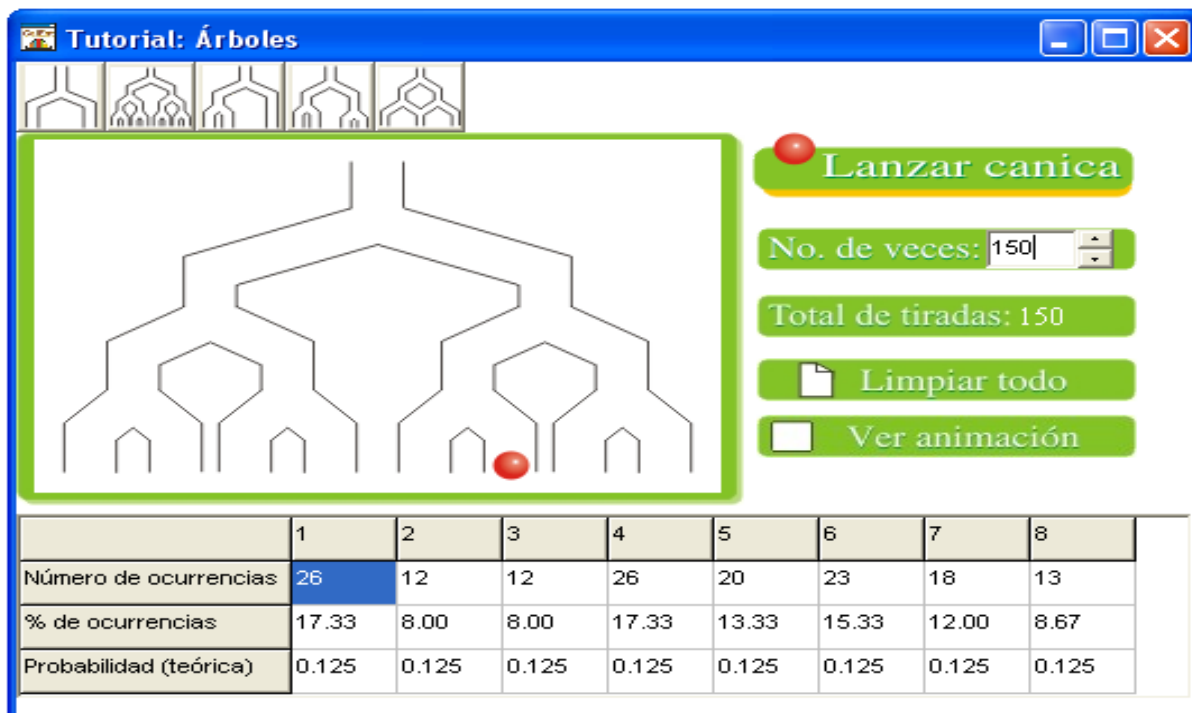 Tutorial: Árboles
Lanzar canica
No. de veces: 150
Total de tiradas: 150
Limpiar todo
Ver animación
1 2 3 4 5 6 7 8
Número de ocurrencias 26 12 12 26 20 23 18 13
% de ocurrencias 17.33 8.00 8.00 17.33 13.33 15.33 12.00 8.67
Probabilidad (teórica) 0.125 0.125 0.125 0.125 0.125 0.125 0.125 0.125